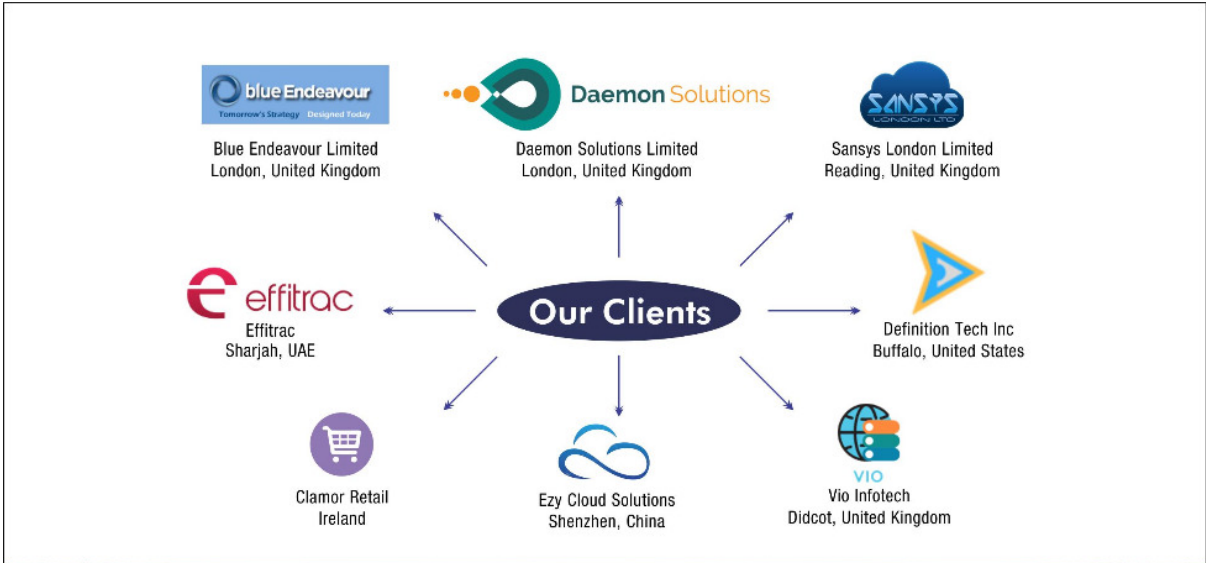 blueEndeavour
Tomorrow's Strategy Designed Today
Blue Endeavour Limited
London, United Kingdom
Daemon Solutions
Daemon Solutions Limited
London, United Kingdom
SANSYS
LONDON LTD
Sansys London Limited
Reading, United Kingdom
effitrac
Effitrac
Sharjah, UAE
Our Clients
Definition Tech Inc
Buffalo, United States
Clamor Retail
Ireland
Ezy Cloud Solutions
Shenzhen, China
VIO
Vio Infotech
Didcot, United Kingdom